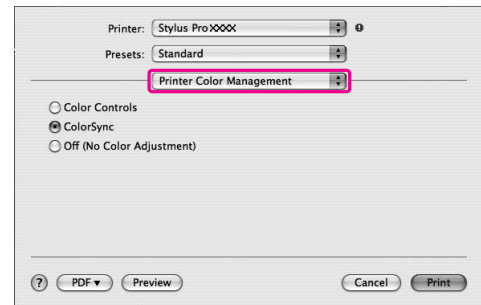 Printer: Stylus Pro XXXX
Presets: Standard
Printer Color Management
Color Controls
ColorSync
Off (No Color Adjustment)
? PDF▼ Preview Cancel Print